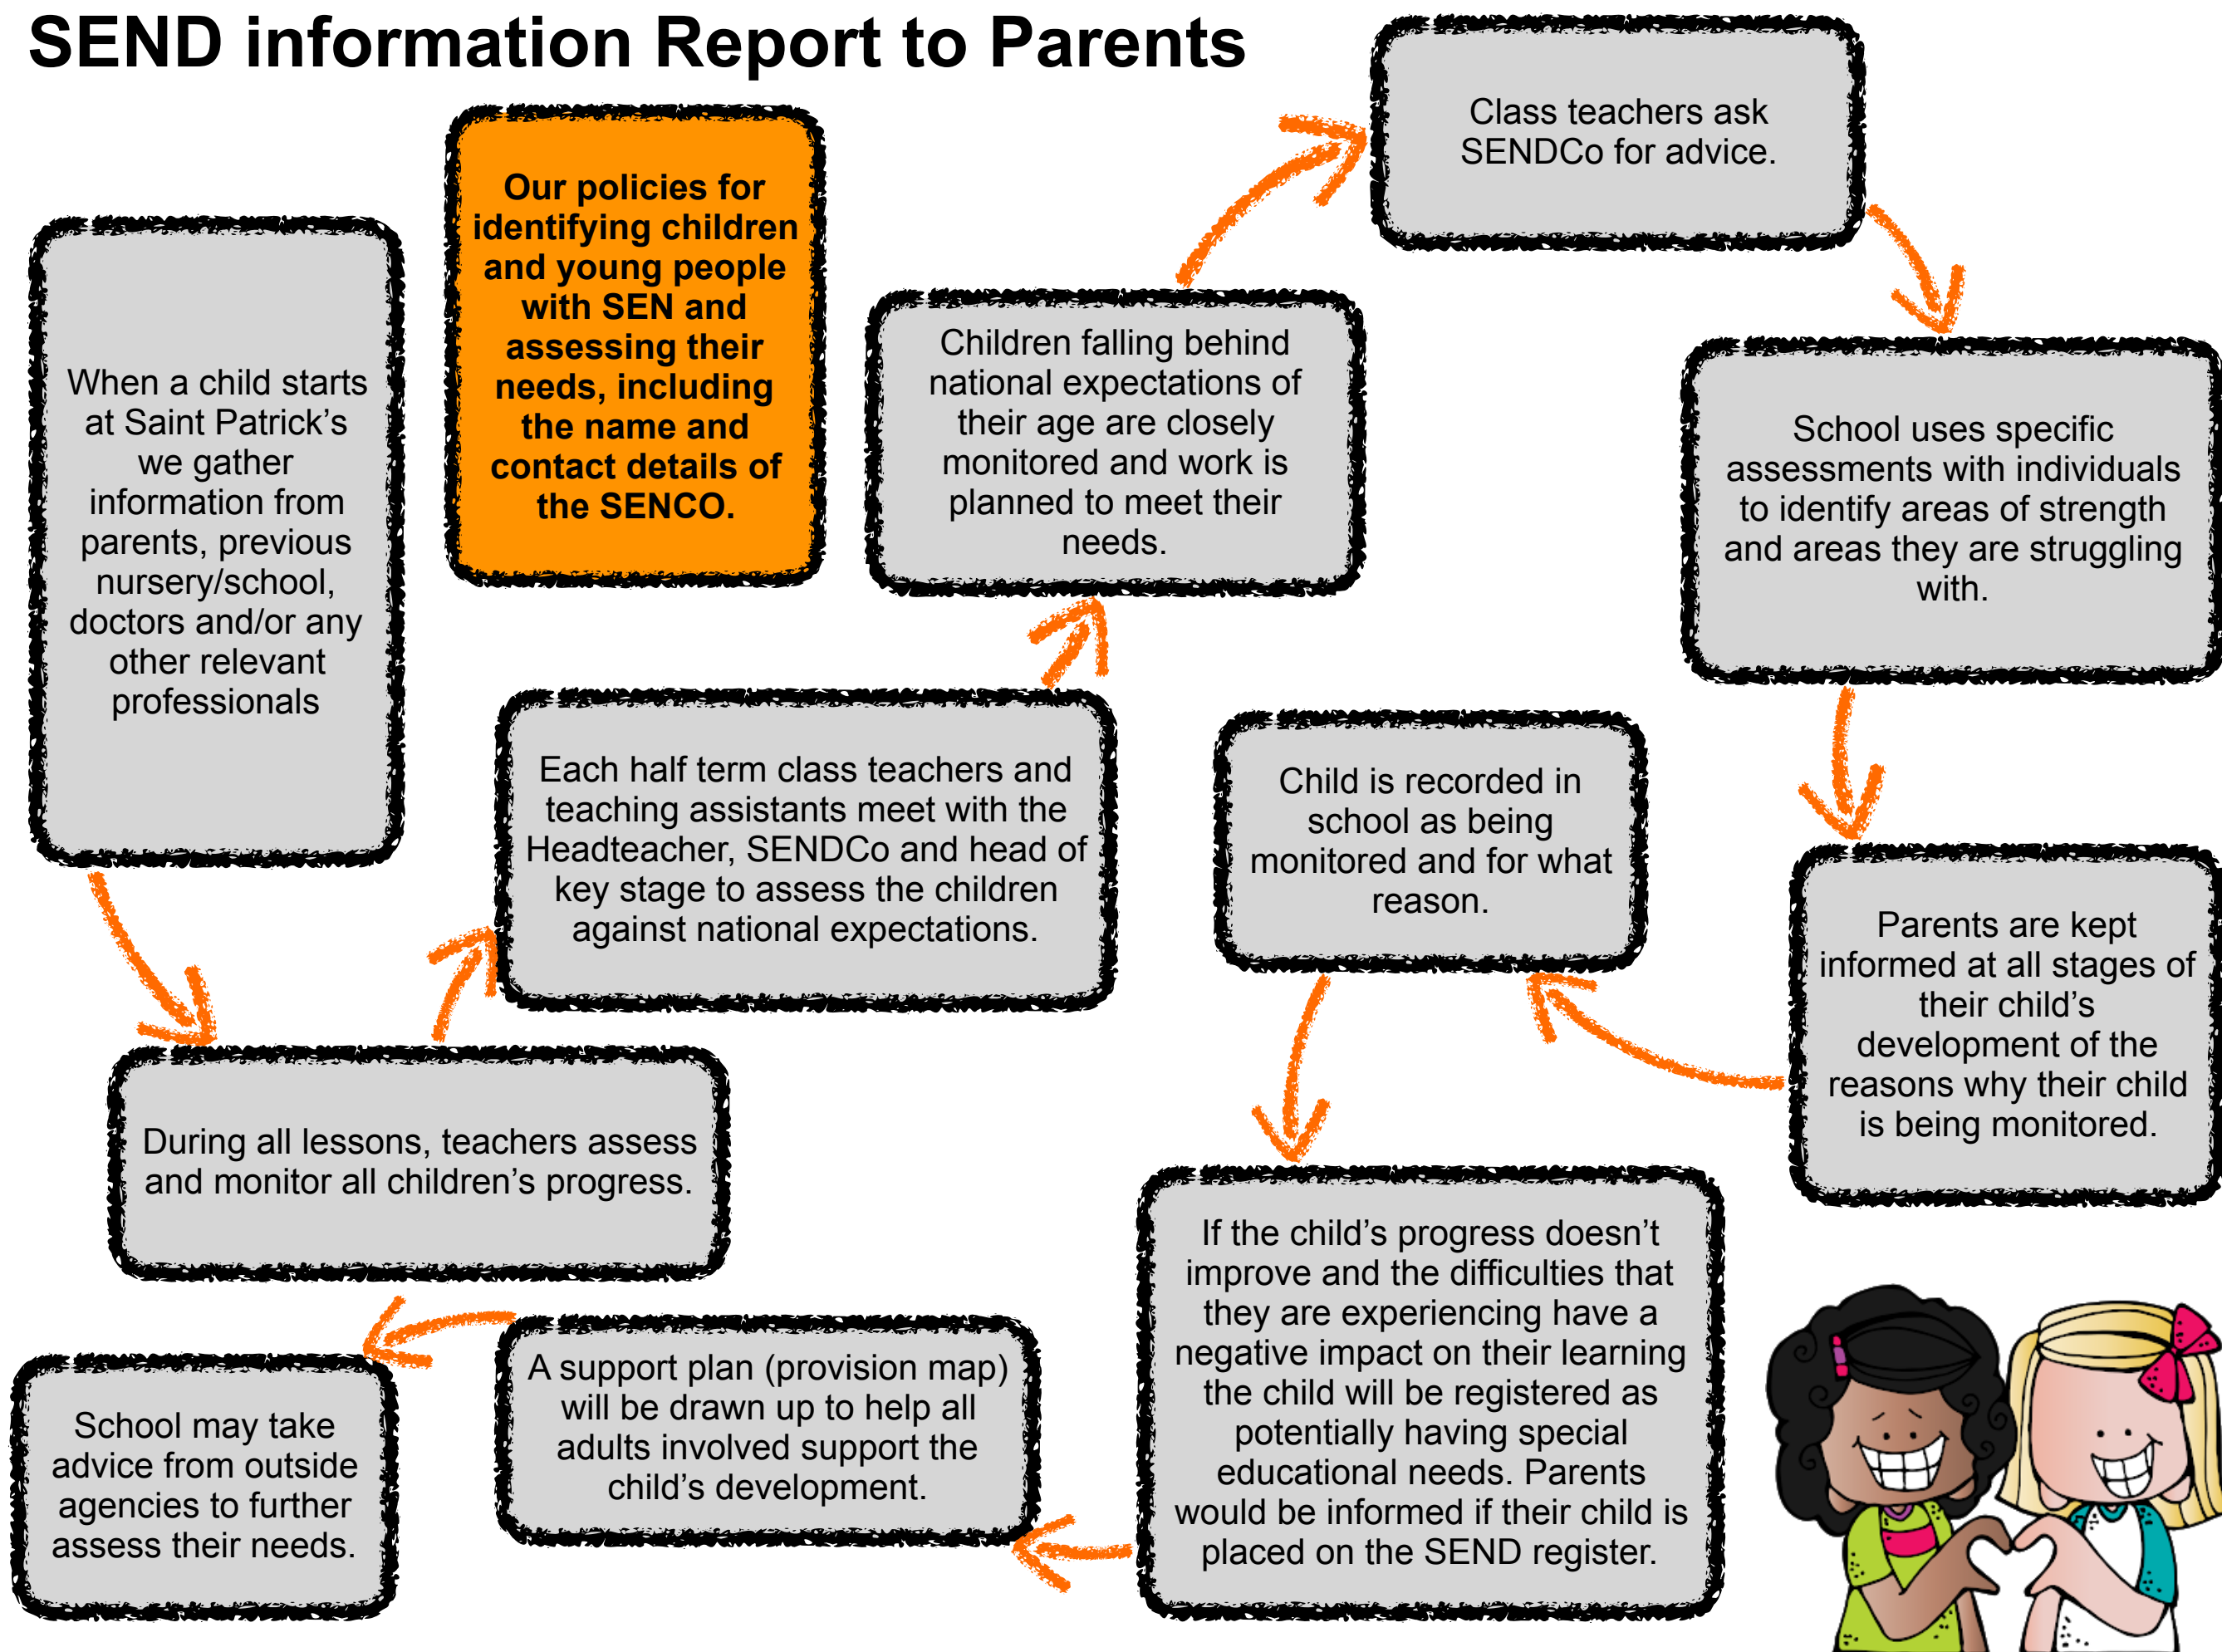 SEND information Report to Parents
Our policies for
identifying children
and young people
with SEN and
assessing their
needs, including
the name and
contact details of
the SENCO.
When a child starts
at Saint Patrick’s
we gather
information from
parents, previous
nursery/school,
doctors and/or any
other relevant
professionals
During all lessons, teachers assess
and monitor all children’s progress.
Each half term class teachers and
teaching assistants meet with the
Headteacher, SENDCo and head of
key stage to assess the children
against national expectations.
Children falling behind
national expectations of
their age are closely
monitored and work is
planned to meet their
needs.
Class teachers ask
SENDCo for advice.
School uses specific
assessments with individuals
to identify areas of strength
and areas they are struggling
with.
Parents are kept
informed at all stages of
their child’s
development of the
reasons why their child
is being monitored.
Child is recorded in
school as being
monitored and for what
reason.
If the child’s progress doesn’t
improve and the difficulties that
they are experiencing have a
negative impact on their learning
the child will be registered as
potentially having special
educational needs. Parents
would be informed if their child is
placed on the SEND register.
A support plan (provision map)
will be drawn up to help all
adults involved support the
child’s development.
School may take
advice from outside
agencies to further
assess their needs.